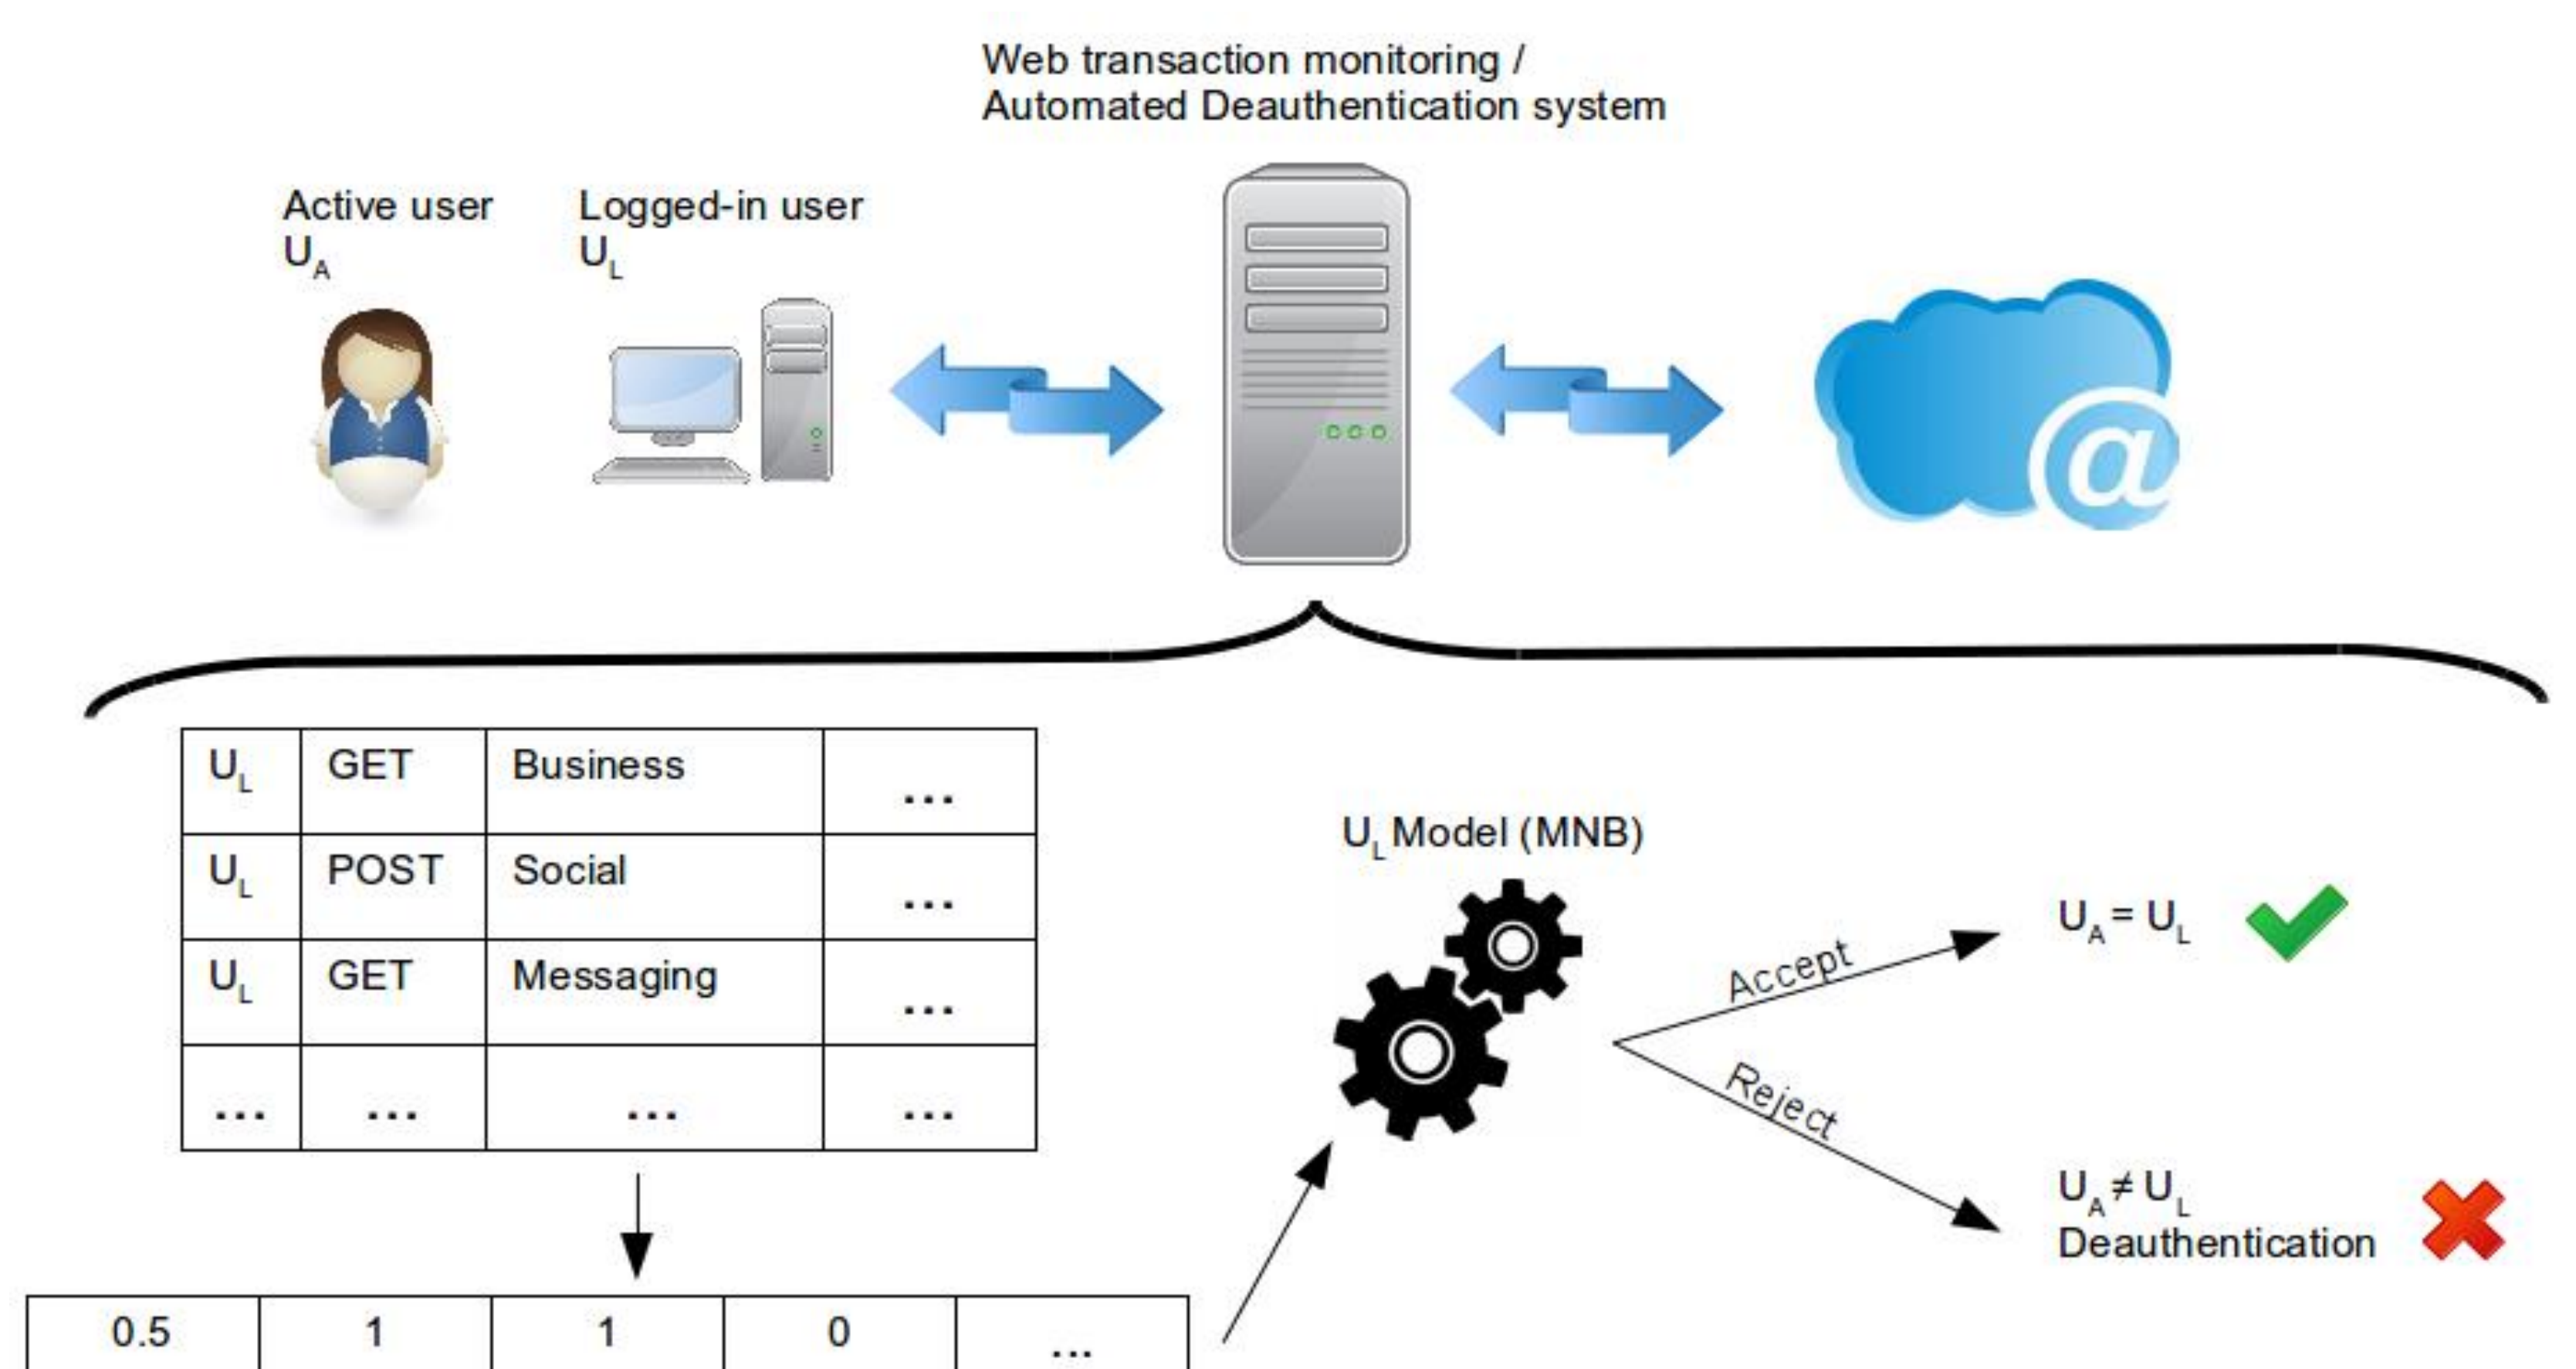 Web transaction monitoring /
Automated Deauthentication system
Active user
U_A
Logged-in user
U_L
@
U_L GET Business ...
U_L POST Social ...
U_L GET Messaging ...
... ... ... ...
U_L Model (MNB)
Accept
U_A = U_L
Reject
U_A ≠ U_L
Deauthentication
0.5 1 1 0 ...